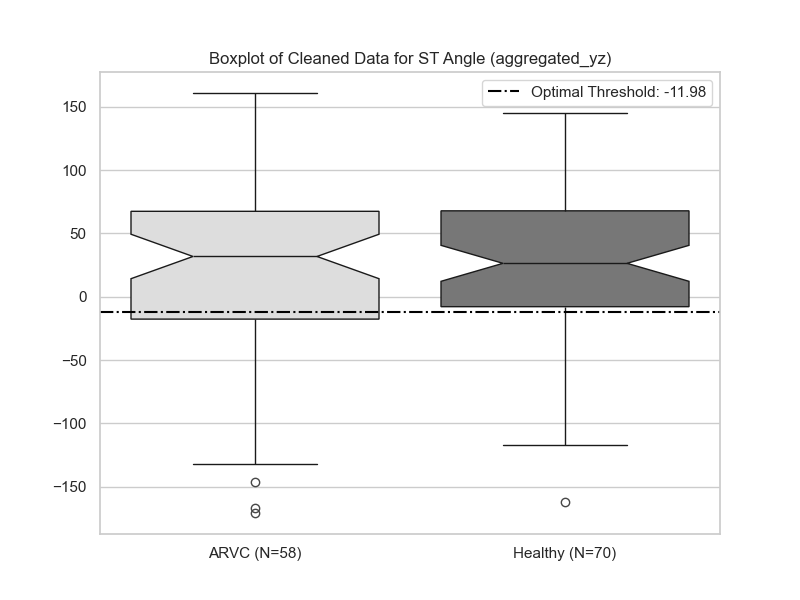 Boxplot of Cleaned Data for ST Angle (aggregated_yz)
Optimal Threshold: -11.98
150
100
50
0
−50
−100
−150
ARVC (N=58)
Healthy (N=70)